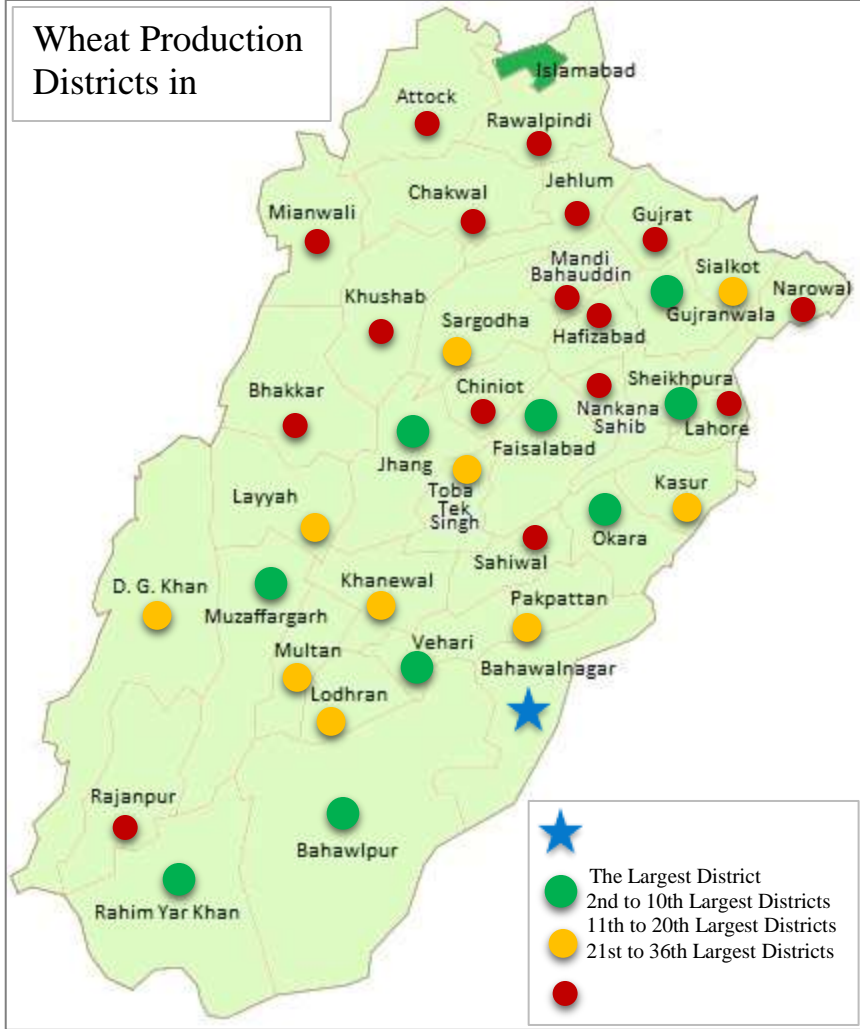 Wheat Production
Districts in
Islamabad
Attock
Rawalpindi
Chakwal
Jehlum
Mianwali
Gujrat
Mandi
Bahauddin
Sialkot
Narowal
Khushab
Sargodha
Hafizabad
Gujranwala
Bhakkar
Chiniot
Sheikhpura
Nankana
Sahib
Lahore
Jhang
Faisalabad
Layyah
Toba
Tek
Singh
Kasur
Okara
Sahiwal
D. G. Khan
Muzaffargarh
Khanewal
Pakpattan
Multan
Vehari
Lodhran
Bahawalnagar
Rajanpur
Bahawlpur
Rahim Yar Khan
The Largest District
2nd to 10th Largest Districts
11th to 20th Largest Districts
21st to 36th Largest Districts